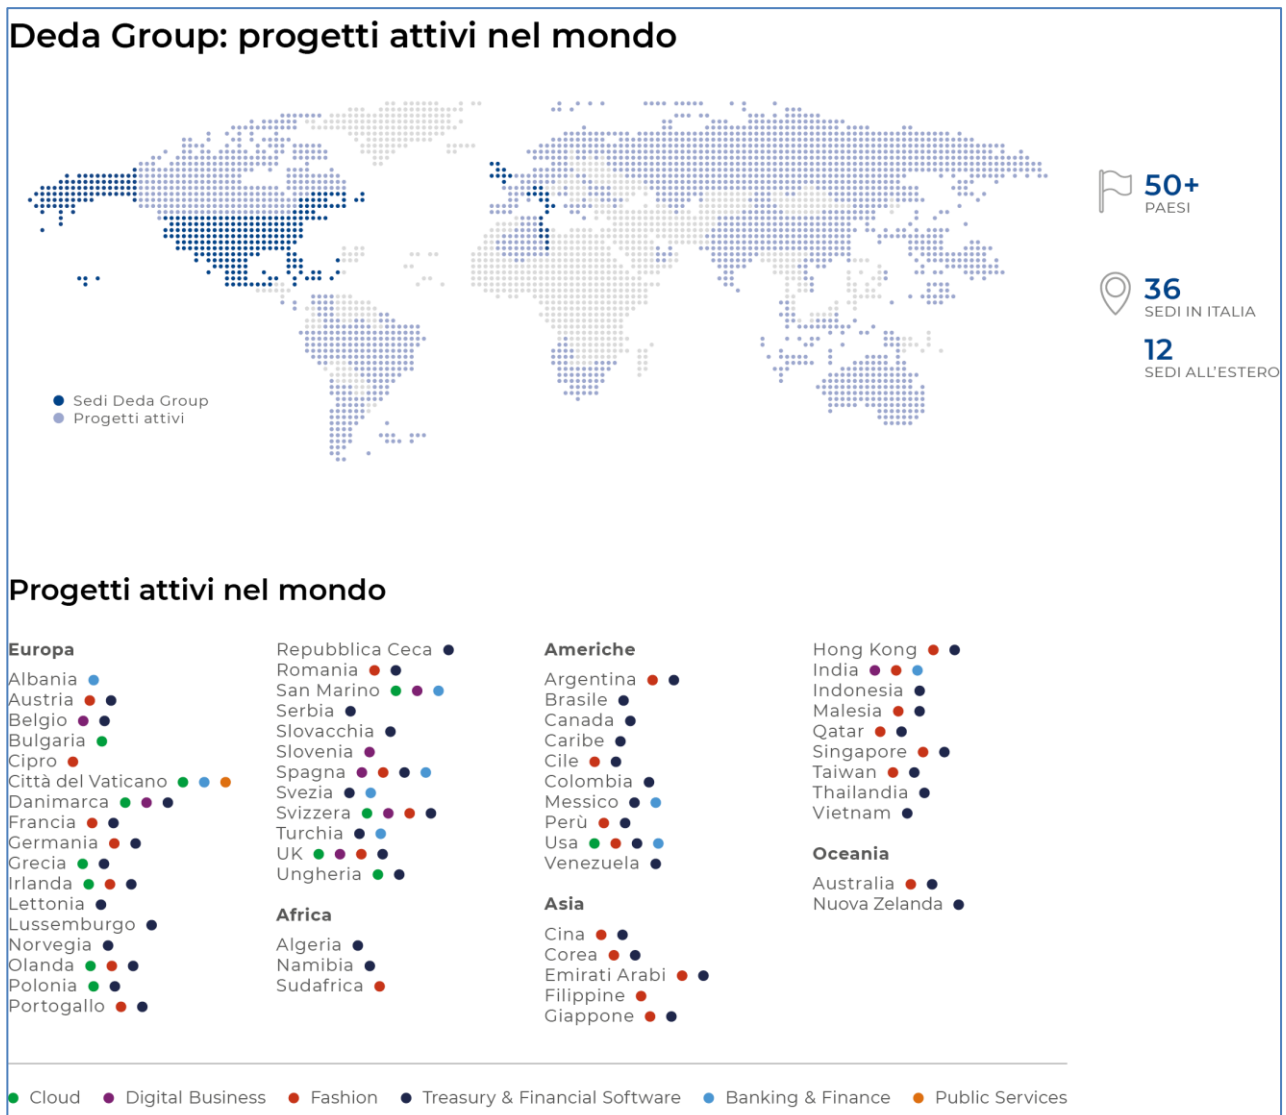 Deda Group: progetti attivi nel mondo
50+
PAESI
36
SEDI IN ITALIA
12
SEDI ALL'ESTERO
Sedi Deda Group
Progetti attivi
Progetti attivi nel mondo
Europa
Albania
Austria
Belgio
Bulgaria
Cipro
Città del Vaticano
Danimarca
Francia
Germania
Grecia
Irlanda
Lettonia
Lussemburgo
Norvegia
Olanda
Polonia
Portogallo
Repubblica Ceca
Romania
San Marino
Serbia
Slovacchia
Slovenia
Spagna
Svezia
Svizzera
Turchia
UK
Ungheria
Africa
Algeria
Namibia
Sudafrica
Americhe
Argentina
Brasile
Canada
Caribe
Cile
Colombia
Messico
Perù
Usa
Venezuela
Asia
Cina
Corea
Emirati Arabi
Filippine
Giappone
Hong Kong
India
Indonesia
Malesia
Qatar
Singapore
Taiwan
Thailandia
Vietnam
Oceania
Australia
Nuova Zelanda
Cloud
Digital Business
Fashion
Treasury & Financial Software
Banking & Finance
Public Services